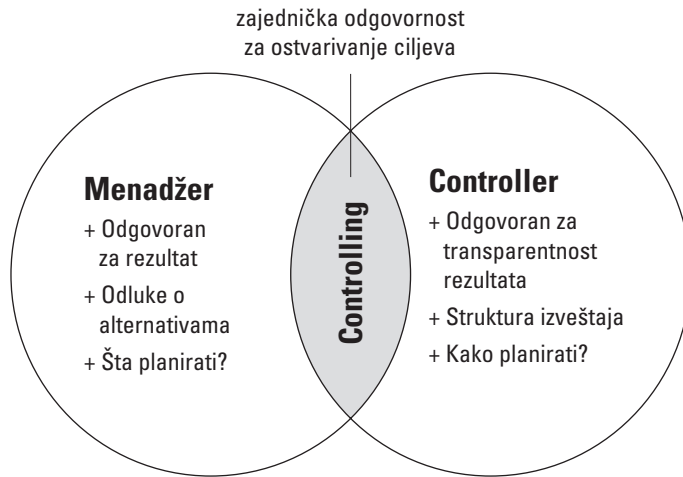 zajednička odgovornost
za ostvarivanje ciljeva
Menadžer
+ Odgovoran
za rezultat
+ Odluke o
alternativama
+ Šta planirati?
Controlling
Controller
+ Odgovoran za
transparentnost
rezultata
+ Struktura izveštaja
+ Kako planirati?